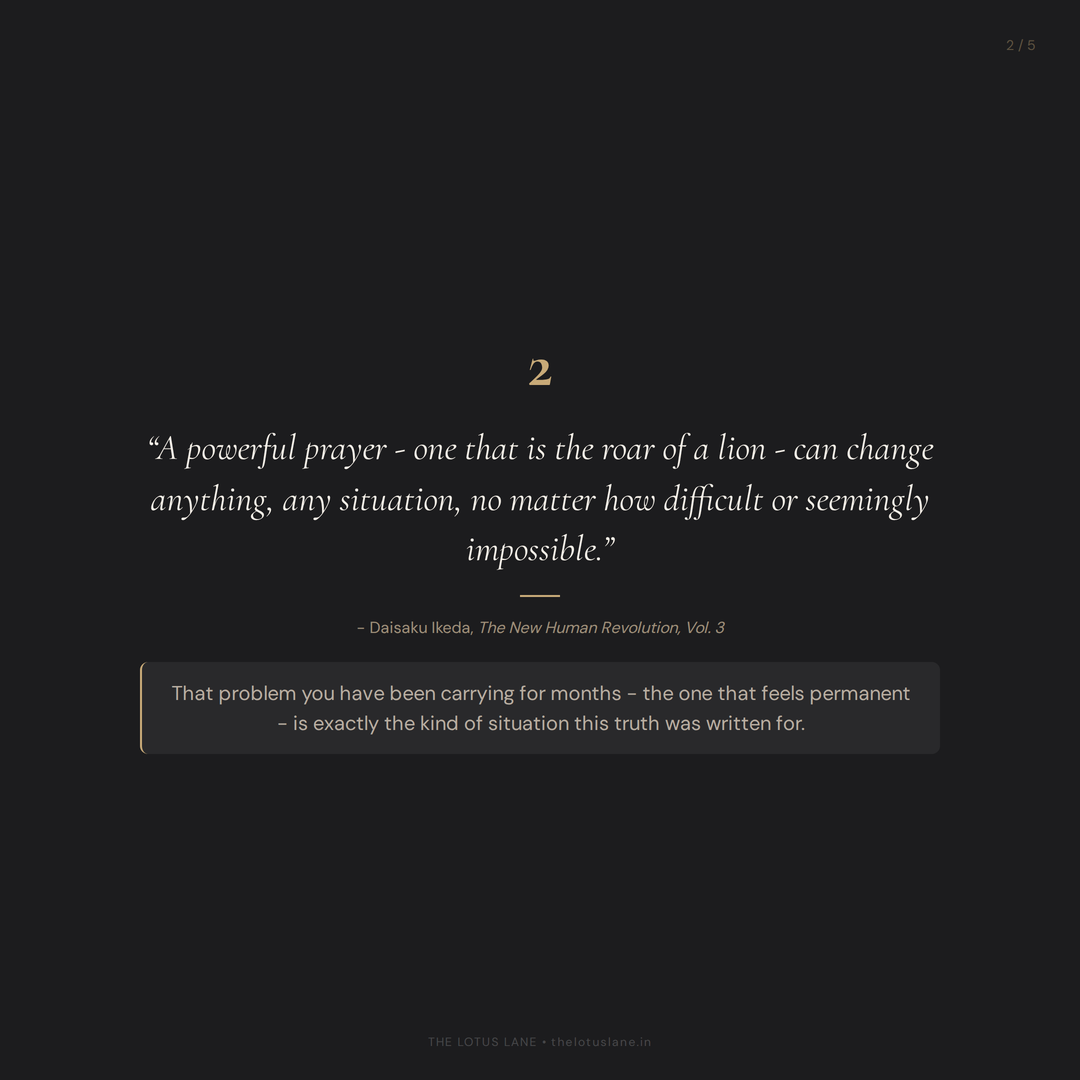 2 / 5
2
“A powerful prayer - one that is the roar of a lion - can change
anything, any situation, no matter how difficult or seemingly
impossible.”
– Daisaku Ikeda, The New Human Revolution, Vol. 3
That problem you have been carrying for months – the one that feels permanent
– is exactly the kind of situation this truth was written for.
THE LOTUS LANE • thelotuslane.in